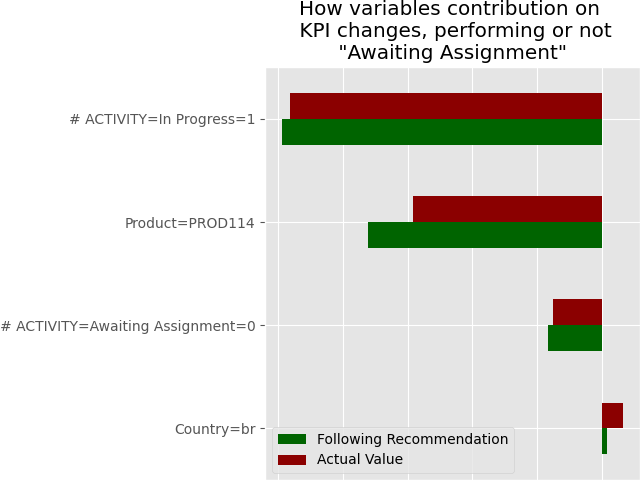 How variables contribution on
KPI changes, performing or not
"Awaiting Assignment"
# ACTIVITY=In Progress=1
Product=PROD114
# ACTIVITY=Awaiting Assignment=0
Country=br
Following Recommendation
Actual Value